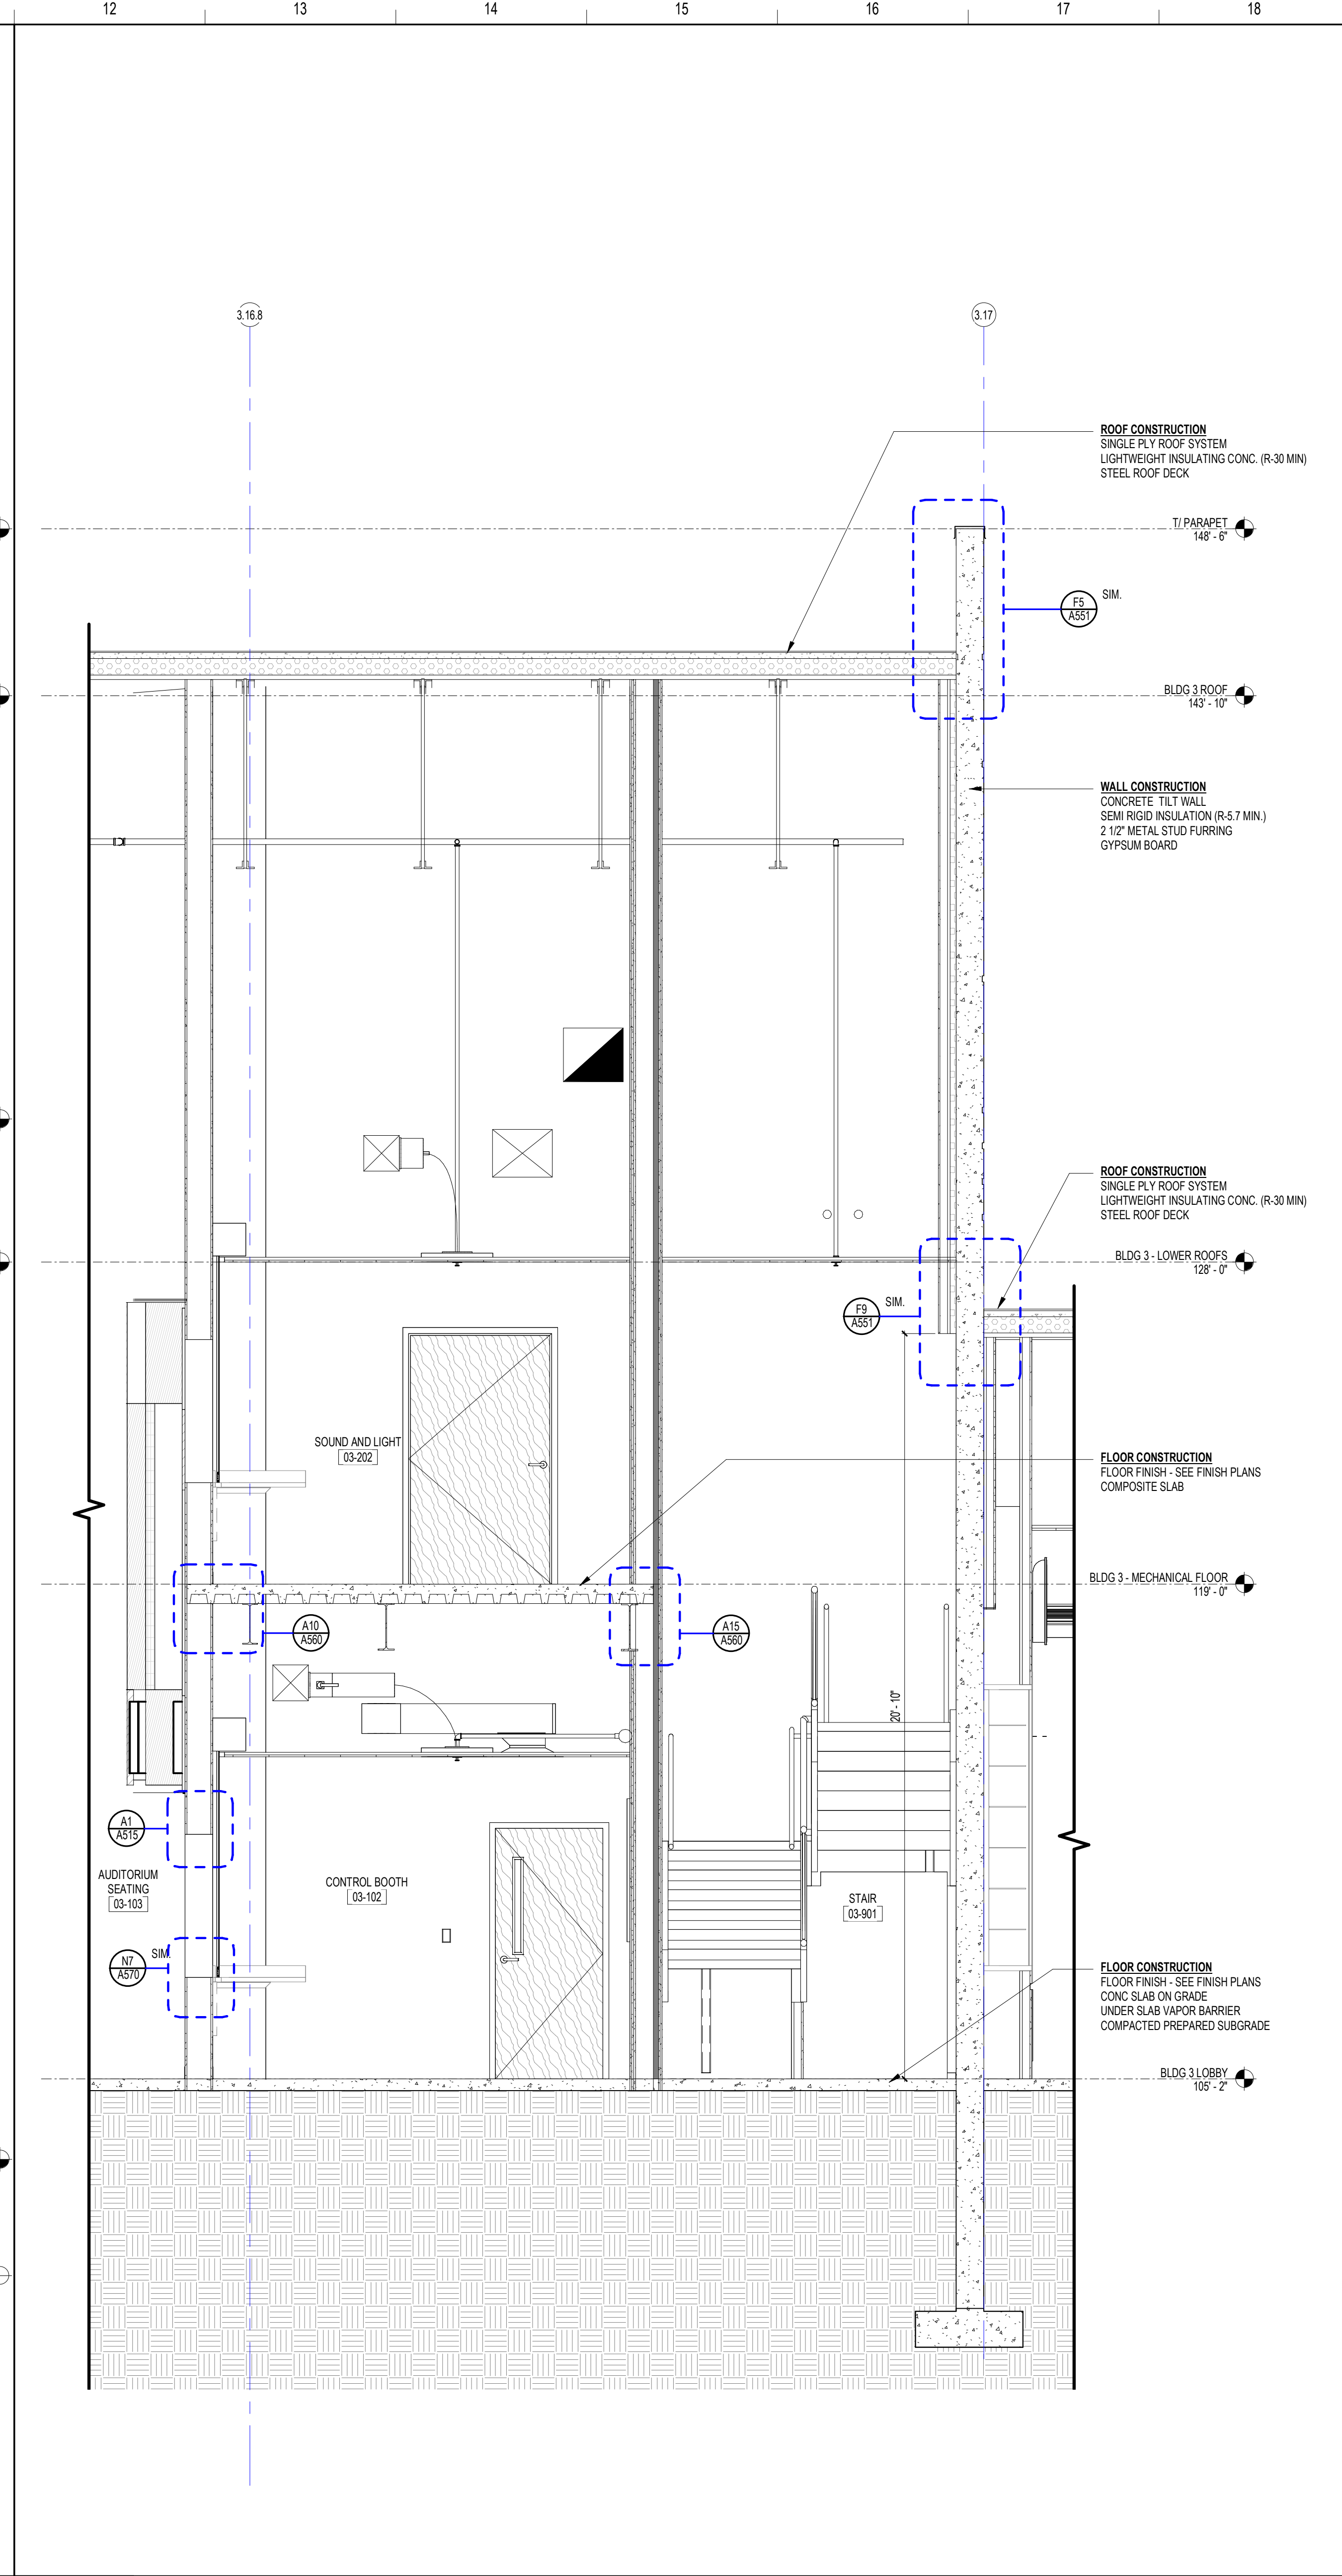 12 13 14 15 16 17 18
3.16.8
3.17
ROOF CONSTRUCTION
SINGLE PLY ROOF SYSTEM
LIGHTWEIGHT INSULATING CONC. (R-30 MIN)
STEEL ROOF DECK
T/ PARAPET
148' - 6"
F5
A551
SIM.
BLDG 3 ROOF
143' - 10"
WALL CONSTRUCTION
CONCRETE TILT WALL
SEMI RIGID INSULATION (R-5.7 MIN.)
2 1/2" METAL STUD FURRING
GYPSUM BOARD
ROOF CONSTRUCTION
SINGLE PLY ROOF SYSTEM
LIGHTWEIGHT INSULATING CONC. (R-30 MIN)
STEEL ROOF DECK
BLDG 3 - LOWER ROOFS
128' - 0"
F9
A551
SIM.
SOUND AND LIGHT
03-202
FLOOR CONSTRUCTION
FLOOR FINISH - SEE FINISH PLANS
COMPOSITE SLAB
BLDG 3 - MECHANICAL FLOOR
119' - 0"
A10
A560
A15
A560
20' - 10"
A1
A515
AUDITORIUM
SEATING
03-103
CONTROL BOOTH
03-102
STAIR
03-901
N7
A570
SIM.
FLOOR CONSTRUCTION
FLOOR FINISH - SEE FINISH PLANS
CONC SLAB ON GRADE
UNDER SLAB VAPOR BARRIER
COMPACTED PREPARED SUBGRADE
BLDG 3 LOBBY
105' - 2"